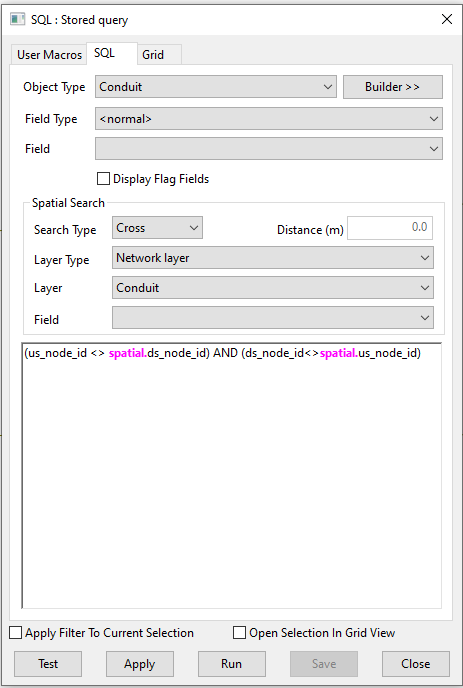 SQL : Stored query
User Macros SQL Grid
Object Type Conduit Builder >>
Field Type <normal>
Field
Display Flag Fields
Spatial Search
Search Type Cross Distance (m) 0.0
Layer Type Network layer
Layer Conduit
Field
(us_node_id <> spatial.ds_node_id) AND (ds_node_id<>spatial.us_node_id)
Apply Filter To Current Selection Open Selection In Grid View
Test Apply Run Save Close